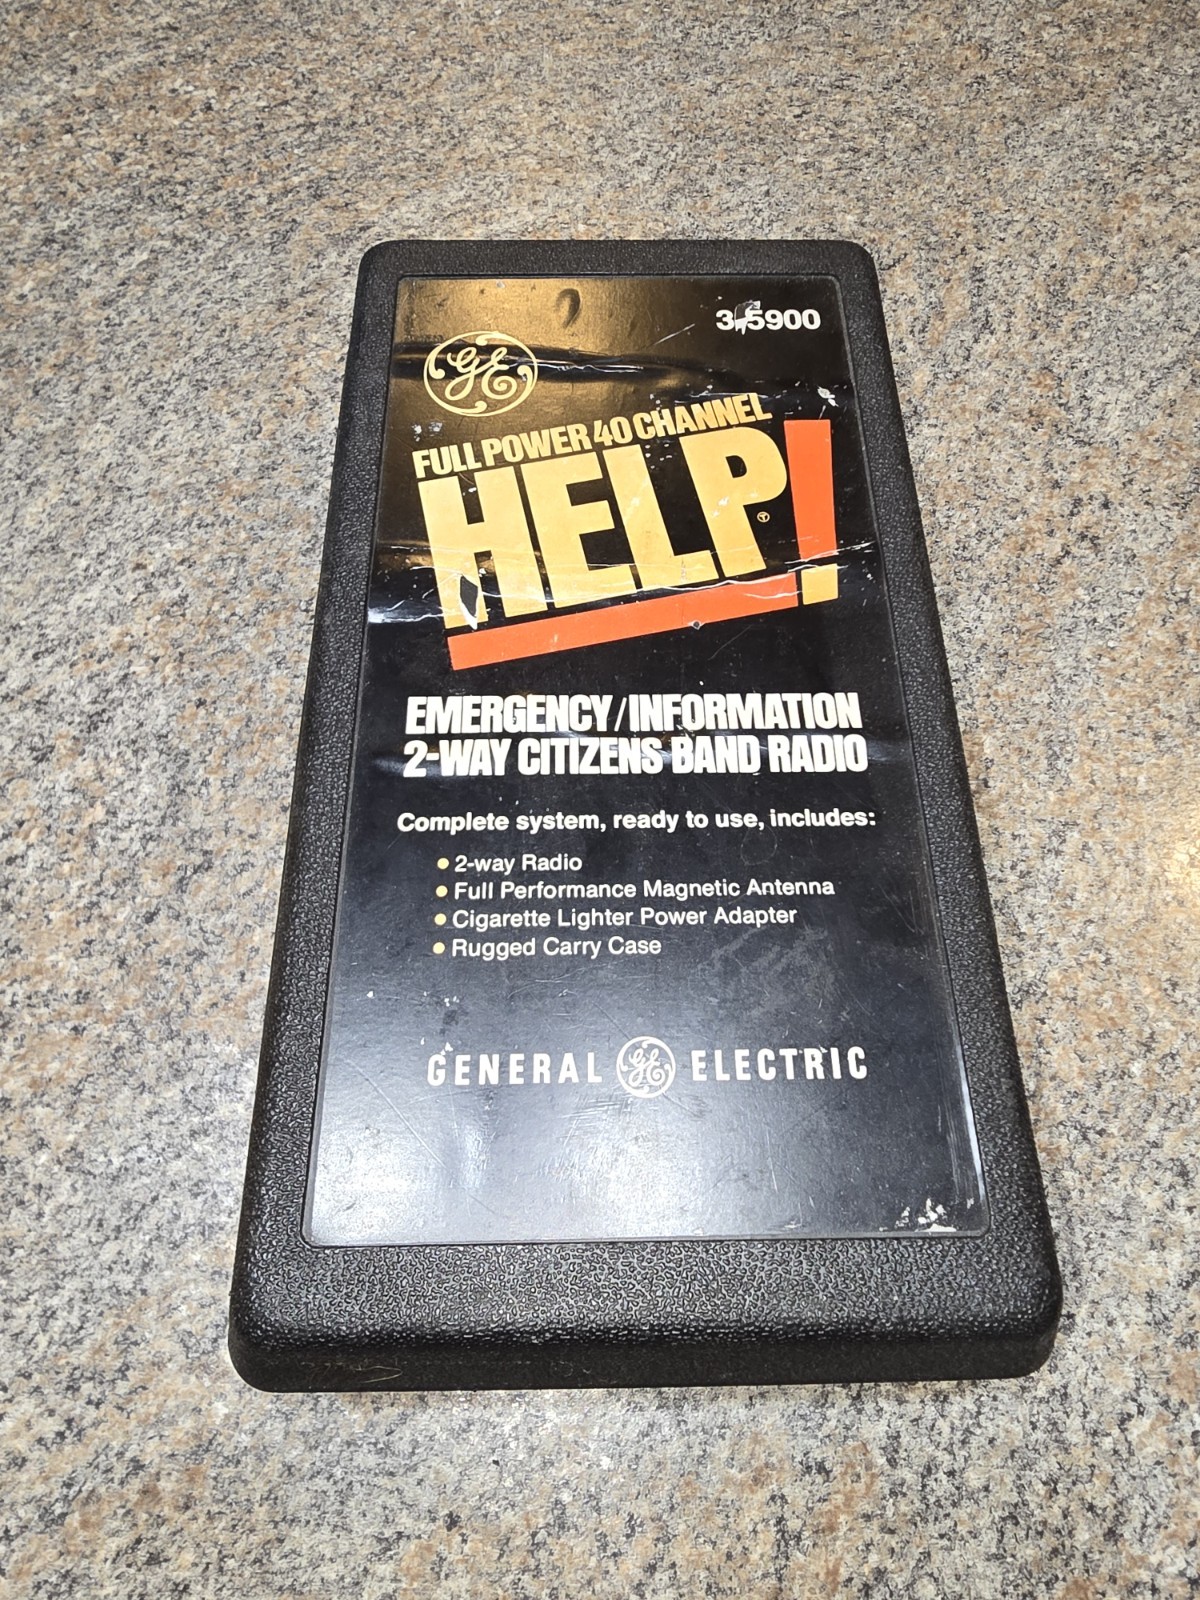 GE
3-5900
FULL POWER 40 CHANNEL
HELP!
EMERGENCY/INFORMATION
2-WAY CITIZENS BAND RADIO
Complete system, ready to use, includes:
• 2-way Radio
• Full Performance Magnetic Antenna
• Cigarette Lighter Power Adapter
• Rugged Carry Case
GENERAL GE ELECTRIC